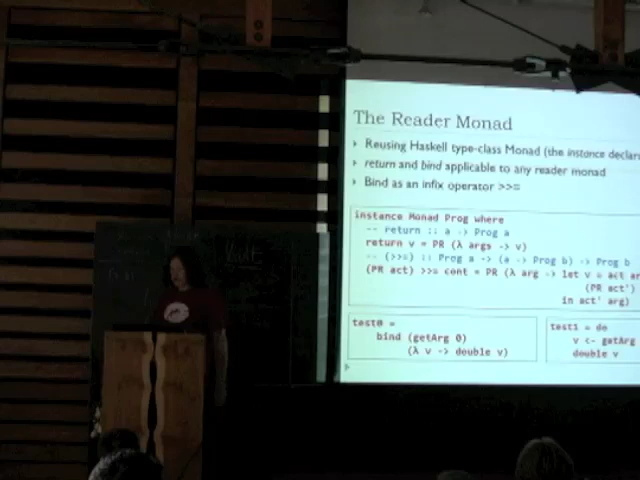 The Reader Monad
Reusing Haskell type-class Monad (the instance declar
return and bind applicable to any reader monad
Bind as an infix operator >>=
instance Monad Prog where
-- return :: a -> Prog a
return v = PR (λ args -> v)
-- (>>=) :: Prog a -> (a -> Prog b) -> Prog b
(PR act) >>= cont = PR (λ arg -> let v = act ar
(PR act')
in act' arg)
test0 =
bind (getArg 0)
(λ v -> double v)
test1 = do
v <- getArg
double v